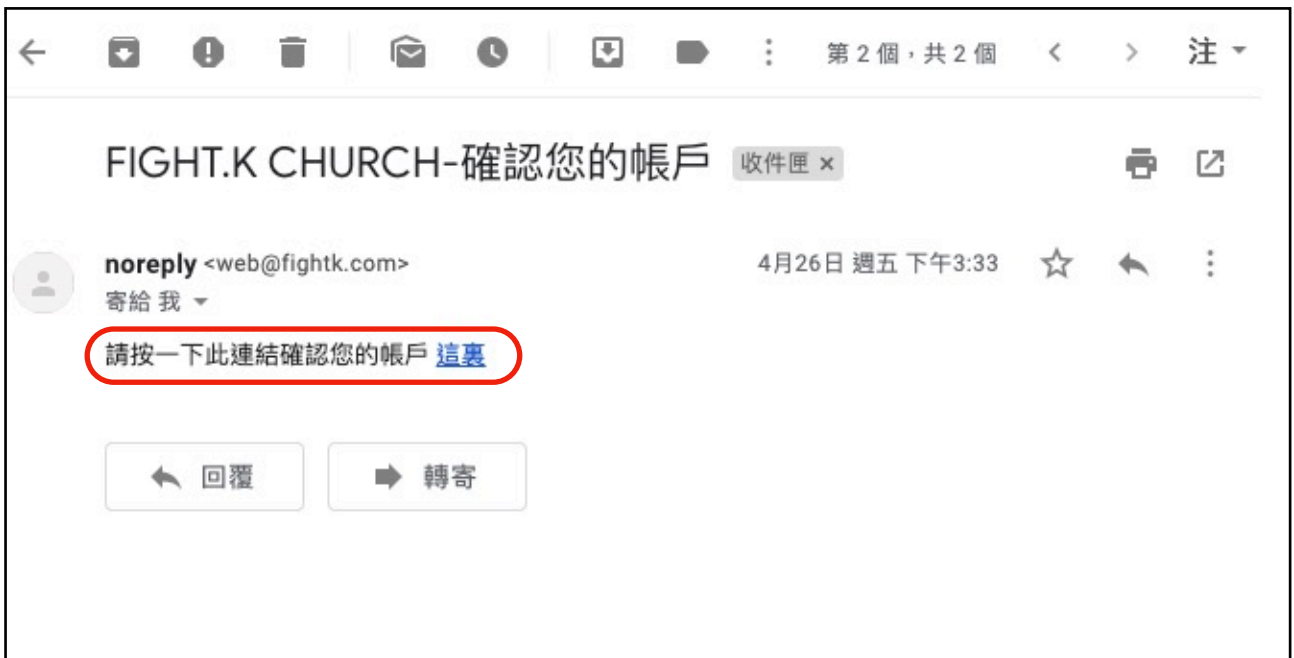 第 2 個，共 2 個
注
FIGHT.K CHURCH-確認您的帳戶 收件匣 ×
noreply <web@fightk.com> 4月26日 週五 下午3:33
寄給 我
請按一下此連結確認您的帳戶 這裏
回覆 轉寄